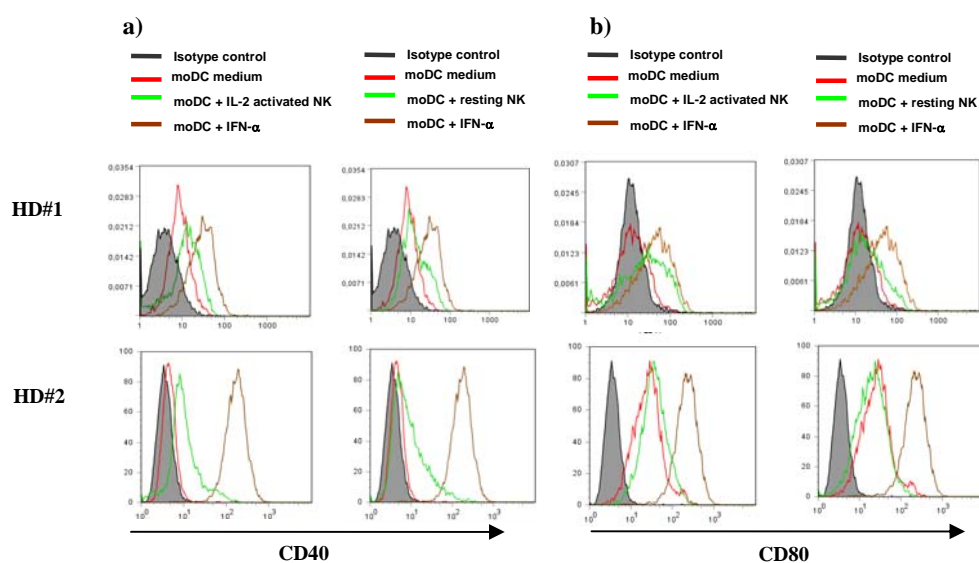 a)
b)
Isotype control
moDC medium
moDC + IL-2 activated NK
moDC + IFN-α
Isotype control
moDC medium
moDC + resting NK
moDC + IFN-α
Isotype control
moDC medium
moDC + IL-2 activated NK
moDC + IFN-α
Isotype control
moDC medium
moDC + resting NK
moDC + IFN-α
HD#1
0,0354
0,0283
0,0212
0,0142
0,0071
1 10 100 1000
0,0354
0,0283
0,0212
0,0142
0,0071
1 10 100 1000
0,0307
0,0245
0,0184
0,0123
0,0061
1 10 100 1000
0,0307
0,0245
0,0184
0,0123
0,0061
1 10 100 1000
HD#2
100
80
60
40
20
0
10⁰ 10¹ 10² 10³
100
80
60
40
20
0
10⁰ 10¹ 10² 10³
100
80
60
40
20
0
10⁰ 10¹ 10² 10³
100
80
60
40
20
0
10⁰ 10¹ 10² 10³
CD40
CD80